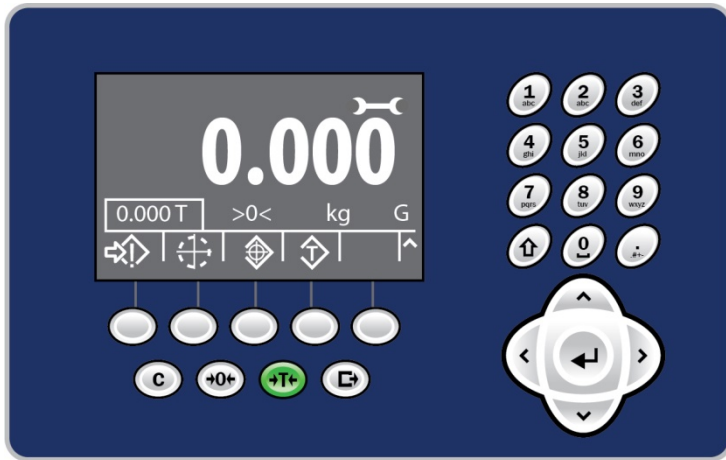 0.000
0.000 T >0< kg G
T
1 2 3
abc abc def
4 5 6
ghi jkl mno
7 8 9
pqrs tuv wxyz
0 .
#+-
C →0← →T←